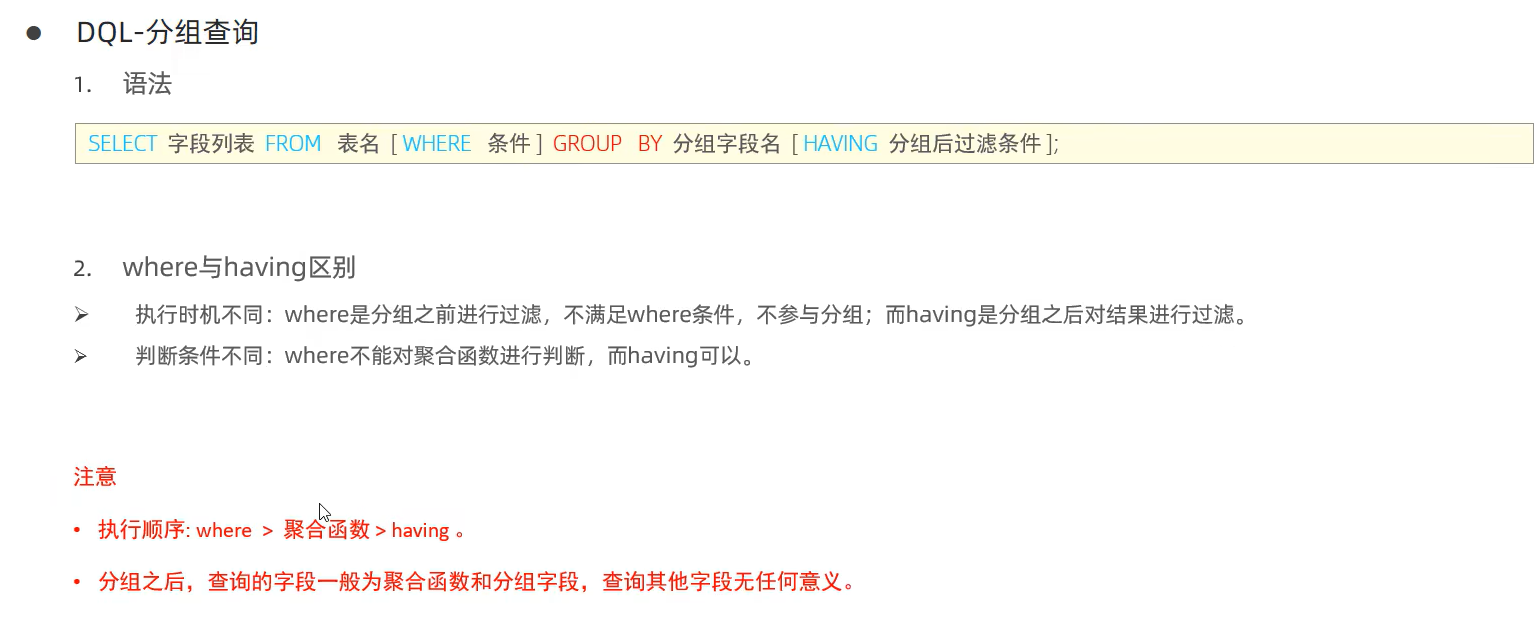 ● DQL-分组查询
1. 语法
SELECT 字段列表 FROM 表名 [ WHERE 条件 ] GROUP BY 分组字段名 [ HAVING 分组后过滤条件 ];
2. where与having区别
➢ 执行时机不同：where是分组之前进行过滤，不满足where条件，不参与分组；而having是分组之后对结果进行过滤。
➢ 判断条件不同：where不能对聚合函数进行判断，而having可以。
注意
• 执行顺序: where > 聚合函数 > having 。
• 分组之后，查询的字段一般为聚合函数和分组字段，查询其他字段无任何意义。